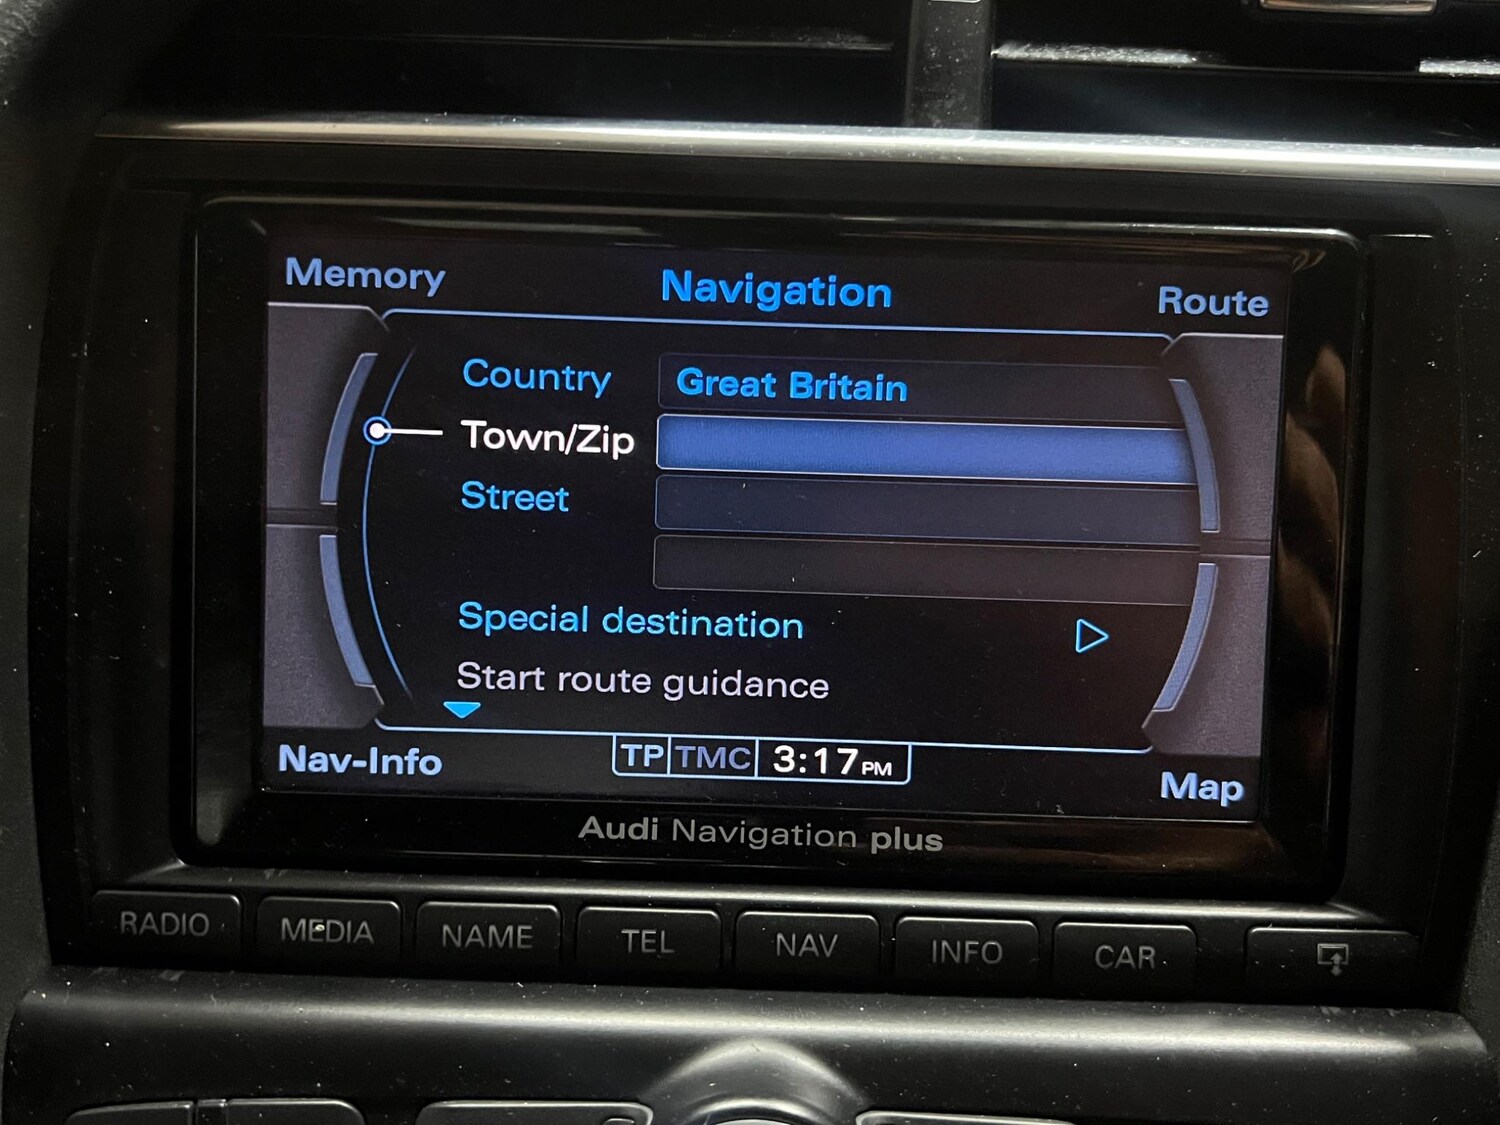 Memory
Navigation
Route
Country Great Britain
Town/Zip
Street
Special destination
Start route guidance
Nav-Info
TP TMC 3:17PM
Map
Audi Navigation plus
RADIO MEDIA NAME TEL NAV INFO CAR